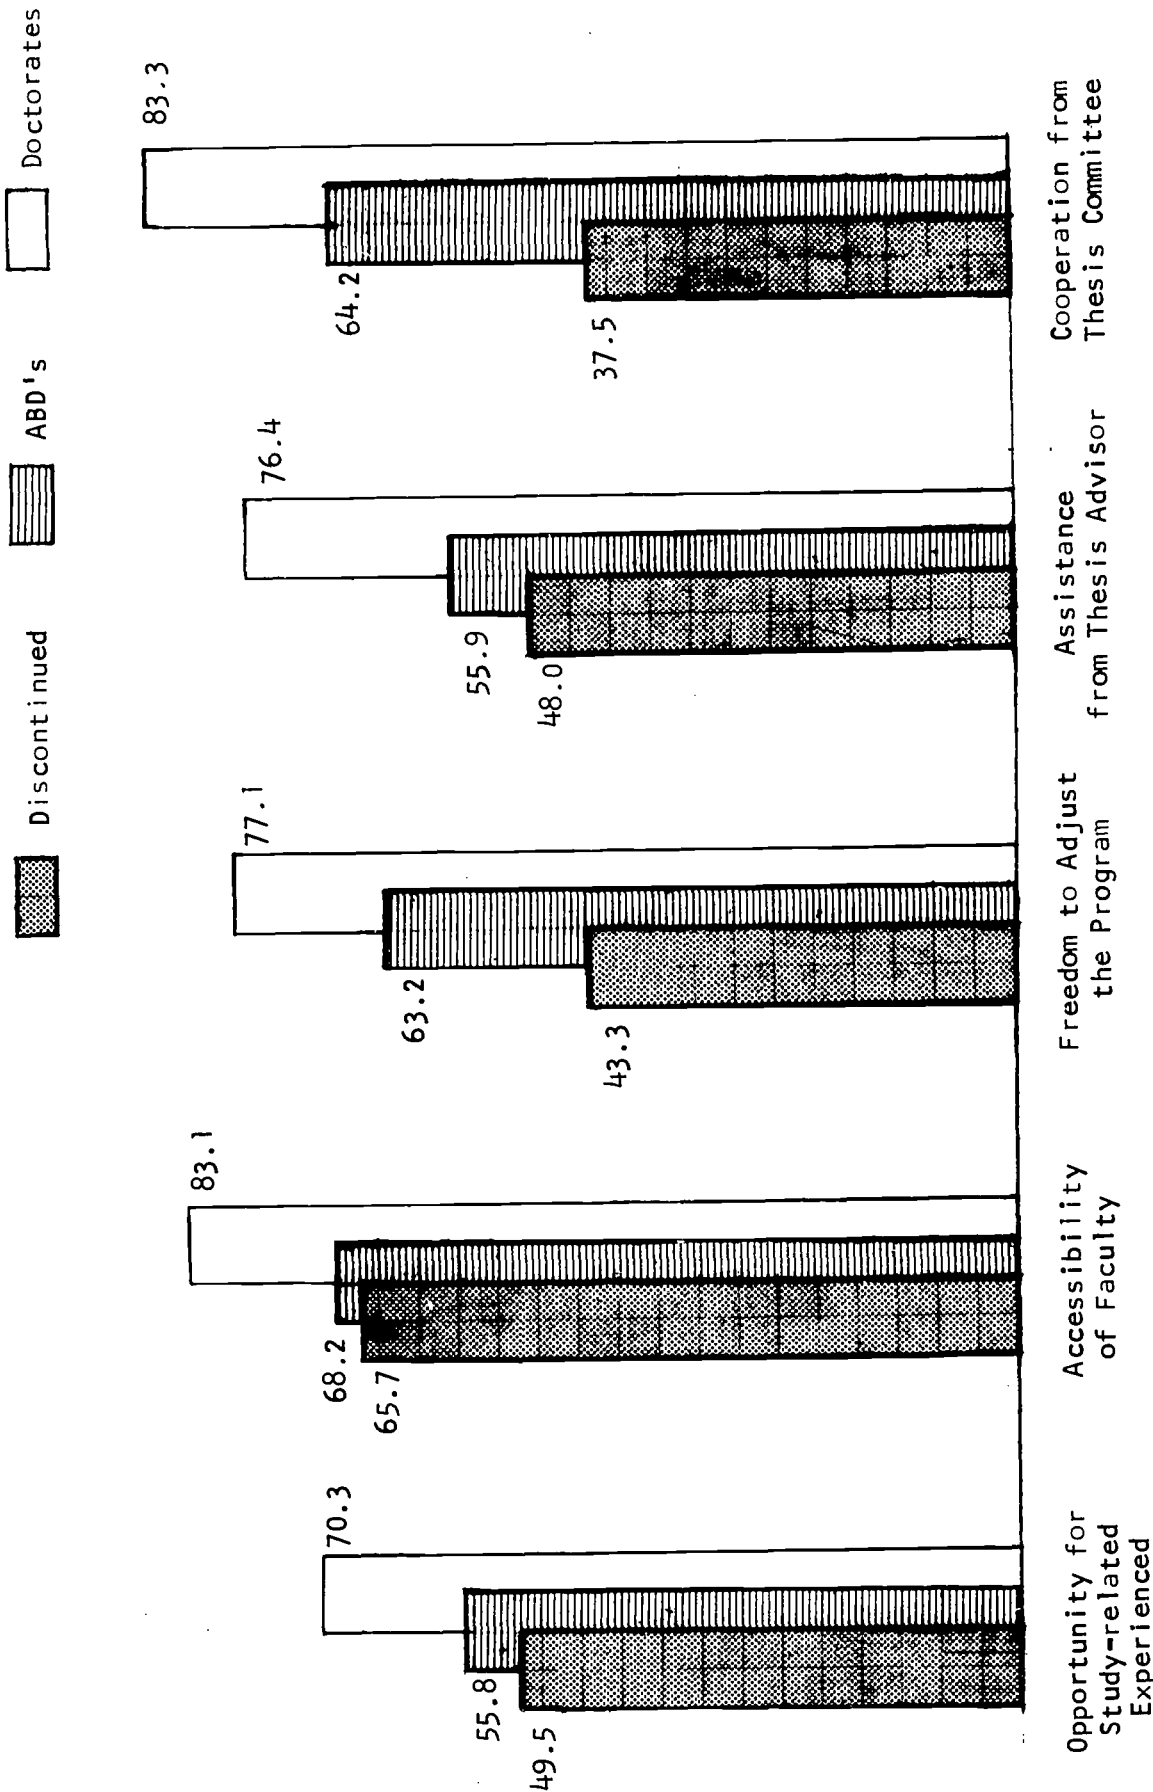 Discontinued
ABD's
Doctorates
49.5
55.8
70.3
65.7
68.2
83.1
43.3
63.2
77.1
48.0
55.9
76.4
37.5
64.2
83.3
Opportunity for
Study-related
Experienced
Accessibility
of Faculty
Freedom to Adjust
the Program
Assistance
from Thesis Advisor
Cooperation from
Thesis Committee